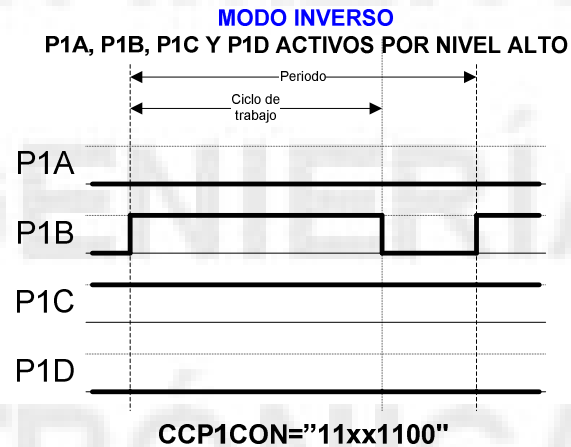 MODO INVERSO
P1A, P1B, P1C Y P1D ACTIVOS POR NIVEL ALTO
Periodo
Ciclo de
trabajo
P1A
P1B
P1C
P1D
CCP1CON="11xx1100"